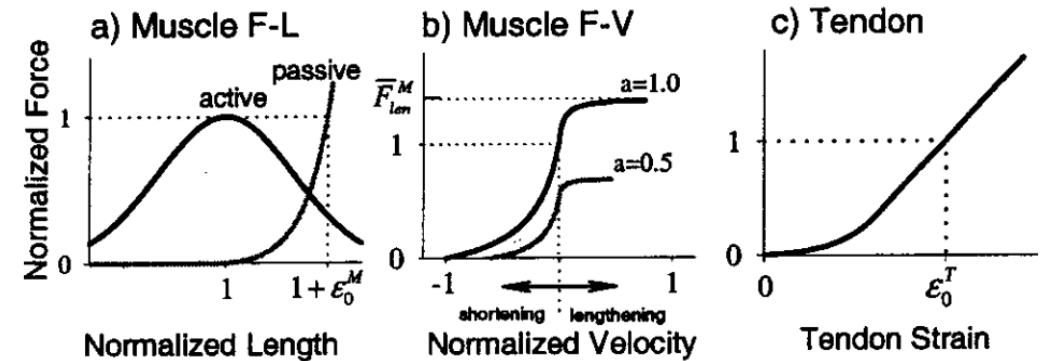 a) Muscle F-L
Normalized Force
passive
active
1
0
1
1 + ε₀ᴹ
Normalized Length
b) Muscle F-V
F̅ᴹ_len
a=1.0
1
a=0.5
0
-1
1
shortening
lengthening
Normalized Velocity
c) Tendon
1
0
0
ε₀ᵀ
Tendon Strain